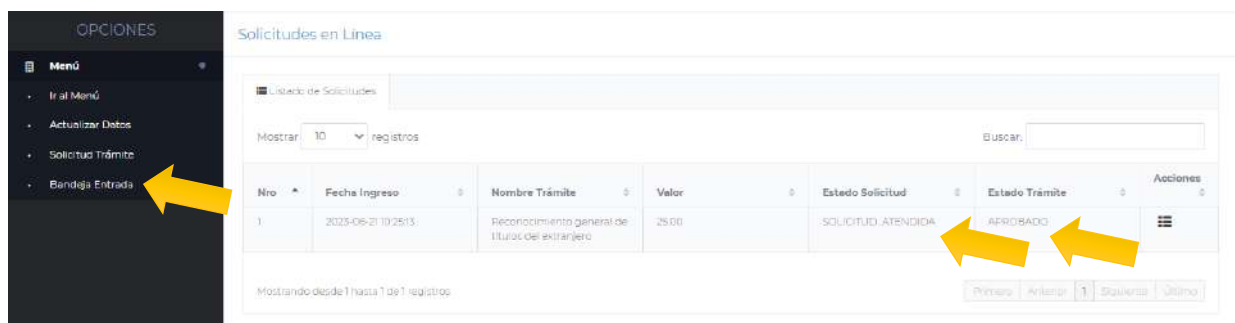 OPCIONES
Menú
Ir al Menú
Actualizar Datos
Solicitud Trámite
Bandeja Entrada
Solicitudes en Línea
Listado de Solicitudes
Mostrar 10 registros
Buscar:
Nro Fecha Ingreso Nombre Trámite Valor Estado Solicitud Estado Trámite Acciones
1 2023-06-21 10:25:13 Reconocimiento general de títulos del extranjero 25.00 SOLICITUD_ATENDIDA APROBADO
Mostrando desde 1 hasta 1 de 1 registros
Primero Anterior 1 Siguiente Último